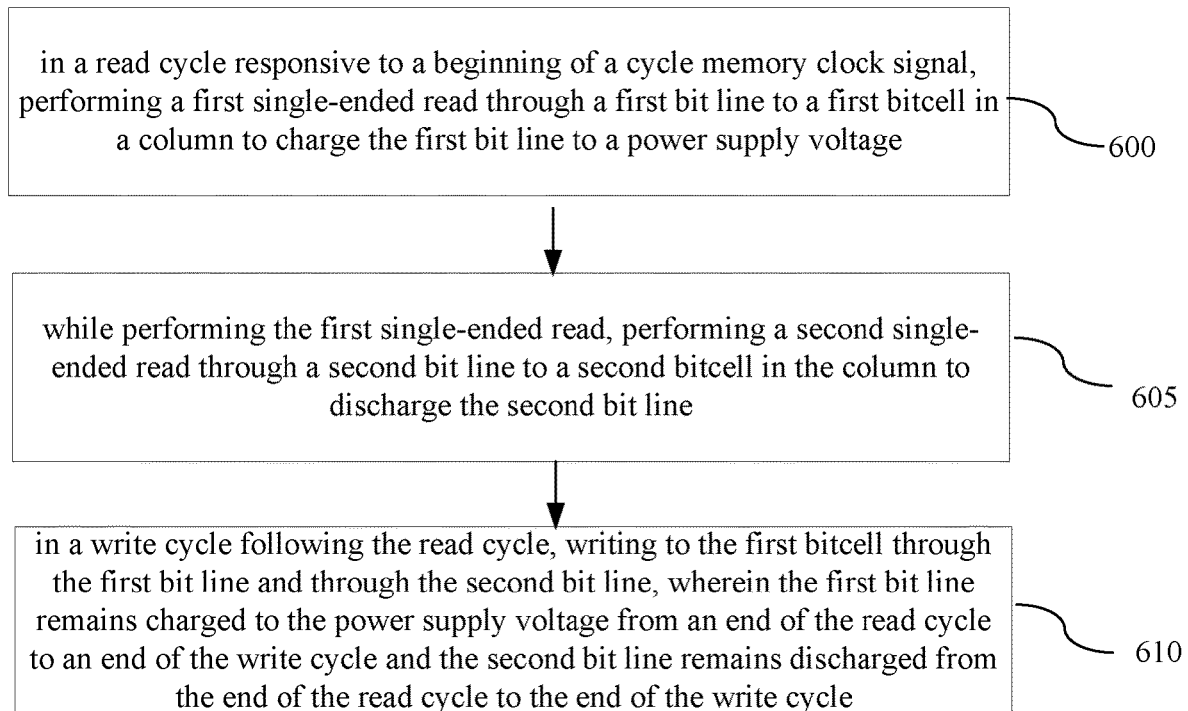 in a read cycle responsive to a beginning of a cycle memory clock signal,
performing a first single-ended read through a first bit line to a first bitcell in
a column to charge the first bit line to a power supply voltage
600
while performing the first single-ended read, performing a second single-
ended read through a second bit line to a second bitcell in the column to
discharge the second bit line
605
in a write cycle following the read cycle, writing to the first bitcell through
the first bit line and through the second bit line, wherein the first bit line
remains charged to the power supply voltage from an end of the read cycle
to an end of the write cycle and the second bit line remains discharged from
the end of the read cycle to the end of the write cycle
610